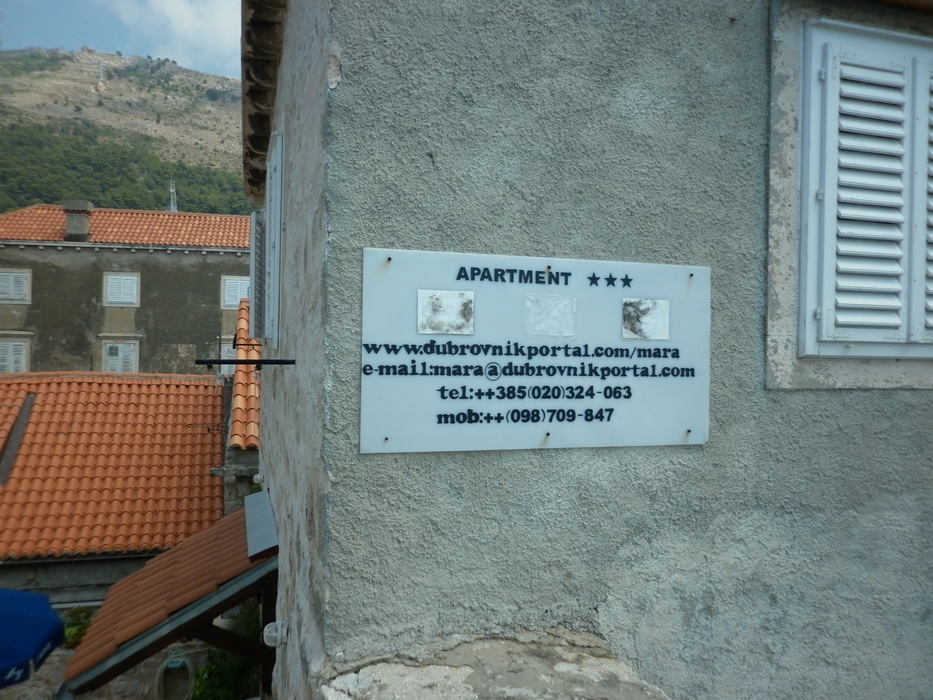 APARTMENT ★★★
www.dubrovnikportal.com/mara
e-mail:mara@dubrovnikportal.com
tel:++385(020)324-063
mob:++(098)709-847